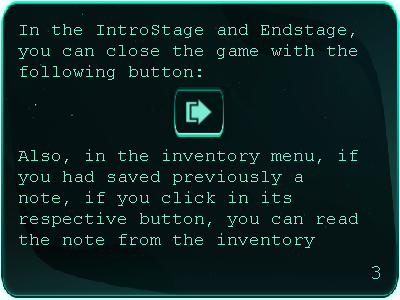 In the IntroStage and Endstage,
you can close the game with the
following button:
Also, in the inventory menu, if
you had saved previously a
note, if you click in its
respective button, you can read
the note from the inventory
3